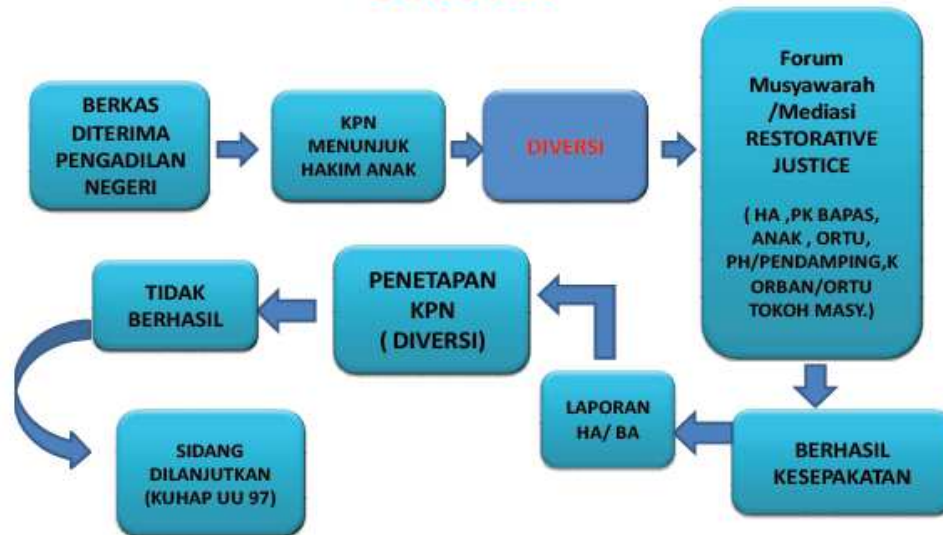 BERKAS
DITERIMA
PENGADILAN
NEGERI
KPN
MENUNJUK
HAKIM ANAK
DIVERSI
Forum
Musyawarah
/Mediasi
RESTORATIVE
JUSTICE
( HA ,PK BAPAS,
ANAK , ORTU,
PH/PENDAMPING,K
ORBAN/ORTU
TOKOH MASY.)
BERHASIL
KESEPAKATAN
LAPORAN
HA/ BA
PENETAPAN
KPN
( DIVERSI)
TIDAK
BERHASIL
SIDANG
DILANJUTKAN
(KUHAP UU 97)